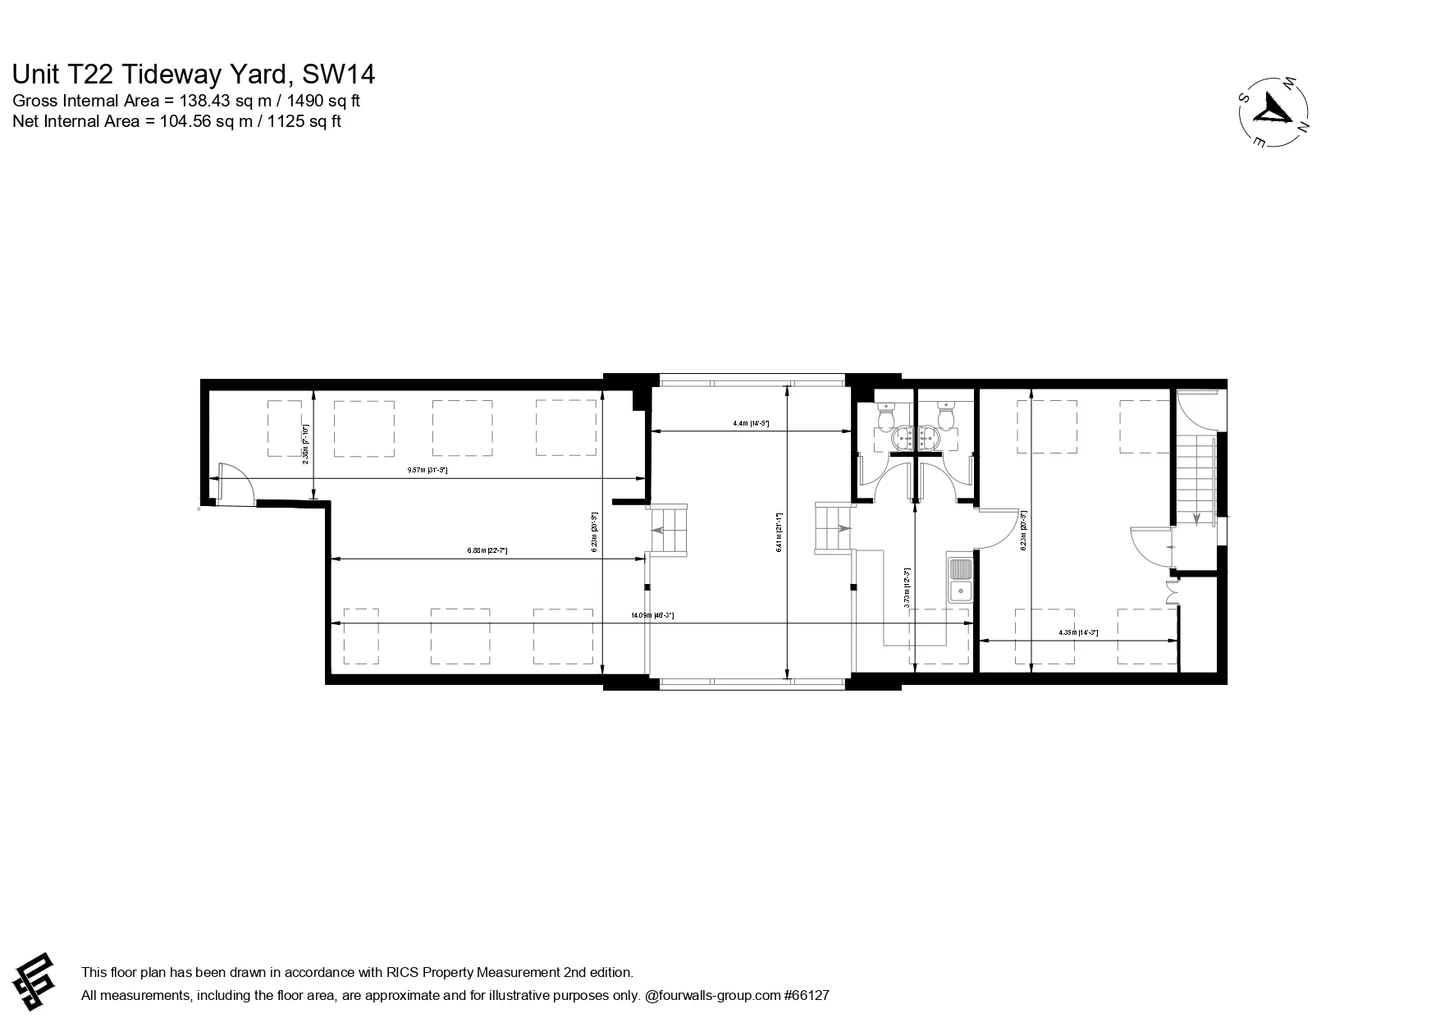 Unit T22 Tideway Yard, SW14
Gross Internal Area = 138.43 sq m / 1490 sq ft
Net Internal Area = 104.56 sq m / 1125 sq ft
S
W
N
E
4.4m [14'-5"]
2.38m [7'-10"]
9.57m [31'-5"]
6.23m [20'-5"]
6.41m [21'-1"]
6.23m [20'-5"]
6.88m [22'-7"]
3.73m [12'-3"]
14.09m [46'-3"]
4.35m [14'-3"]
This floor plan has been drawn in accordance with RICS Property Measurement 2nd edition.
All measurements, including the floor area, are approximate and for illustrative purposes only. @fourwalls-group.com #66127